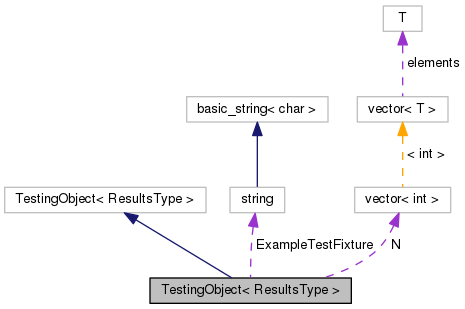 T
elements
basic_string< char >
vector< T >
< int >
TestingObject< ResultsType >
string
vector< int >
ExampleTestFixture
N
TestingObject< ResultsType >